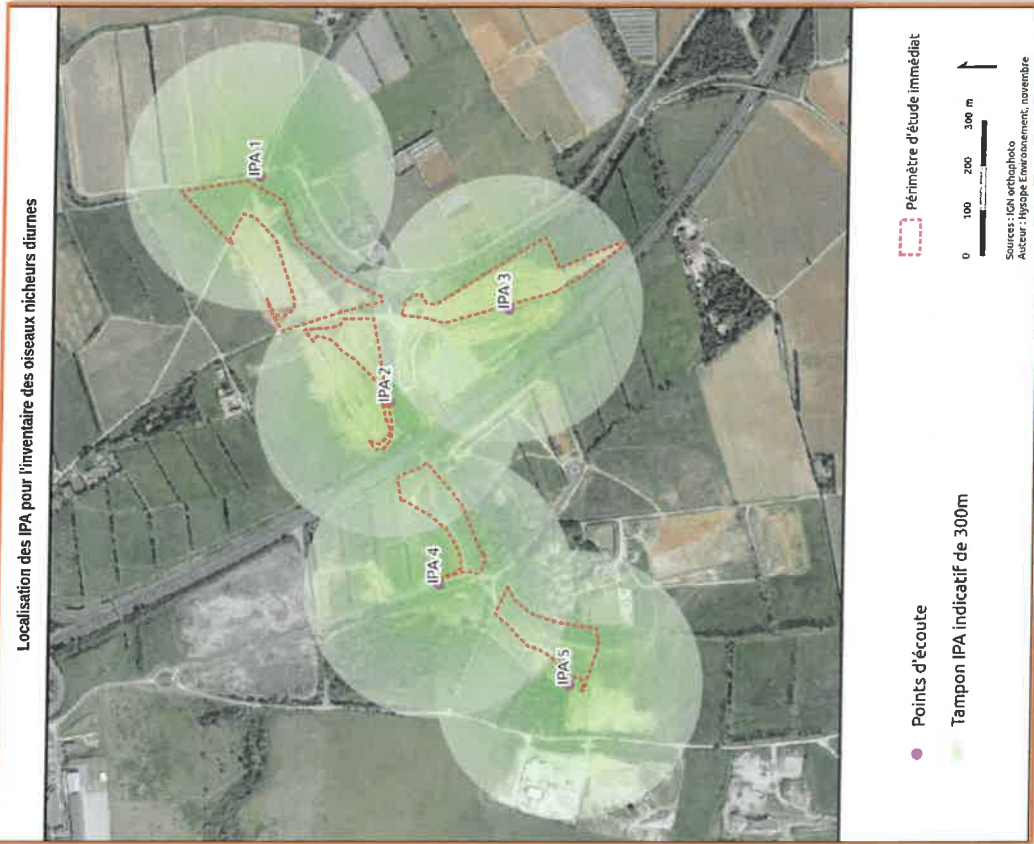 Localisation des IPA pour l'inventaire des oiseaux nicheurs diurnes
IPA 1
IPA 2
IPA 3
IPA 4
IPA 5
Points d'écoute
Tampon IPA indicatif de 300m
Périmètre d'étude immédiat
0 100 200 300 m
Sources : IGN orthophoto
Auteur : Hysope Environnement, novembre